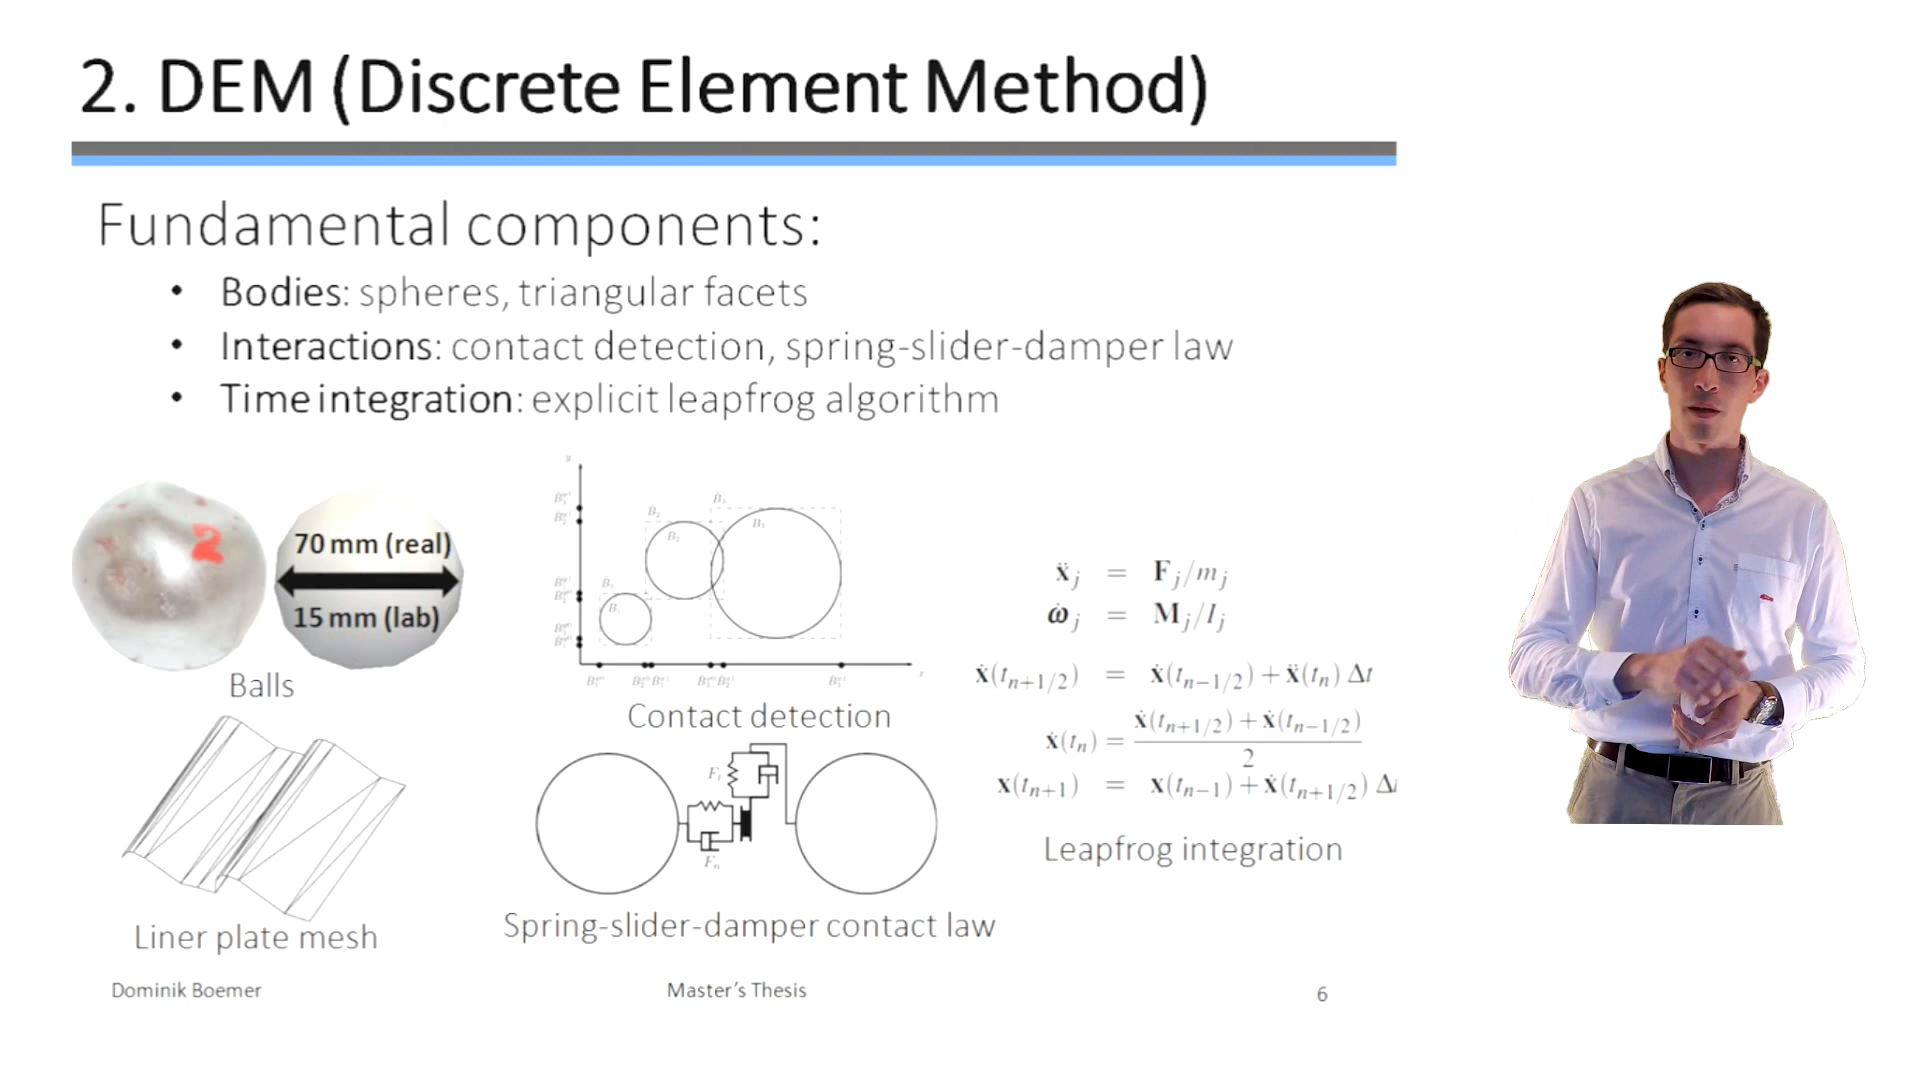 2. DEM (Discrete Element Method)
Fundamental components:
• Bodies: spheres, triangular facets
• Interactions: contact detection, spring-slider-damper law
• Time integration: explicit leapfrog algorithm
2
70 mm (real)
15 mm (lab)
Balls
Liner plate mesh
Contact detection
Spring-slider-damper contact law
ẍ_j = F_j/m_j
ω̇_j = M_j/I_j
ẋ(t_{n+1/2}) = ẋ(t_{n−1/2}) + ẍ(t_n) Δt
ẋ(t_n) = (ẋ(t_{n+1/2}) + ẋ(t_{n−1/2}))/2
x(t_{n+1}) = x(t_{n−1}) + ẋ(t_{n+1/2}) Δt
Leapfrog integration
Dominik Boemer
Master's Thesis
6